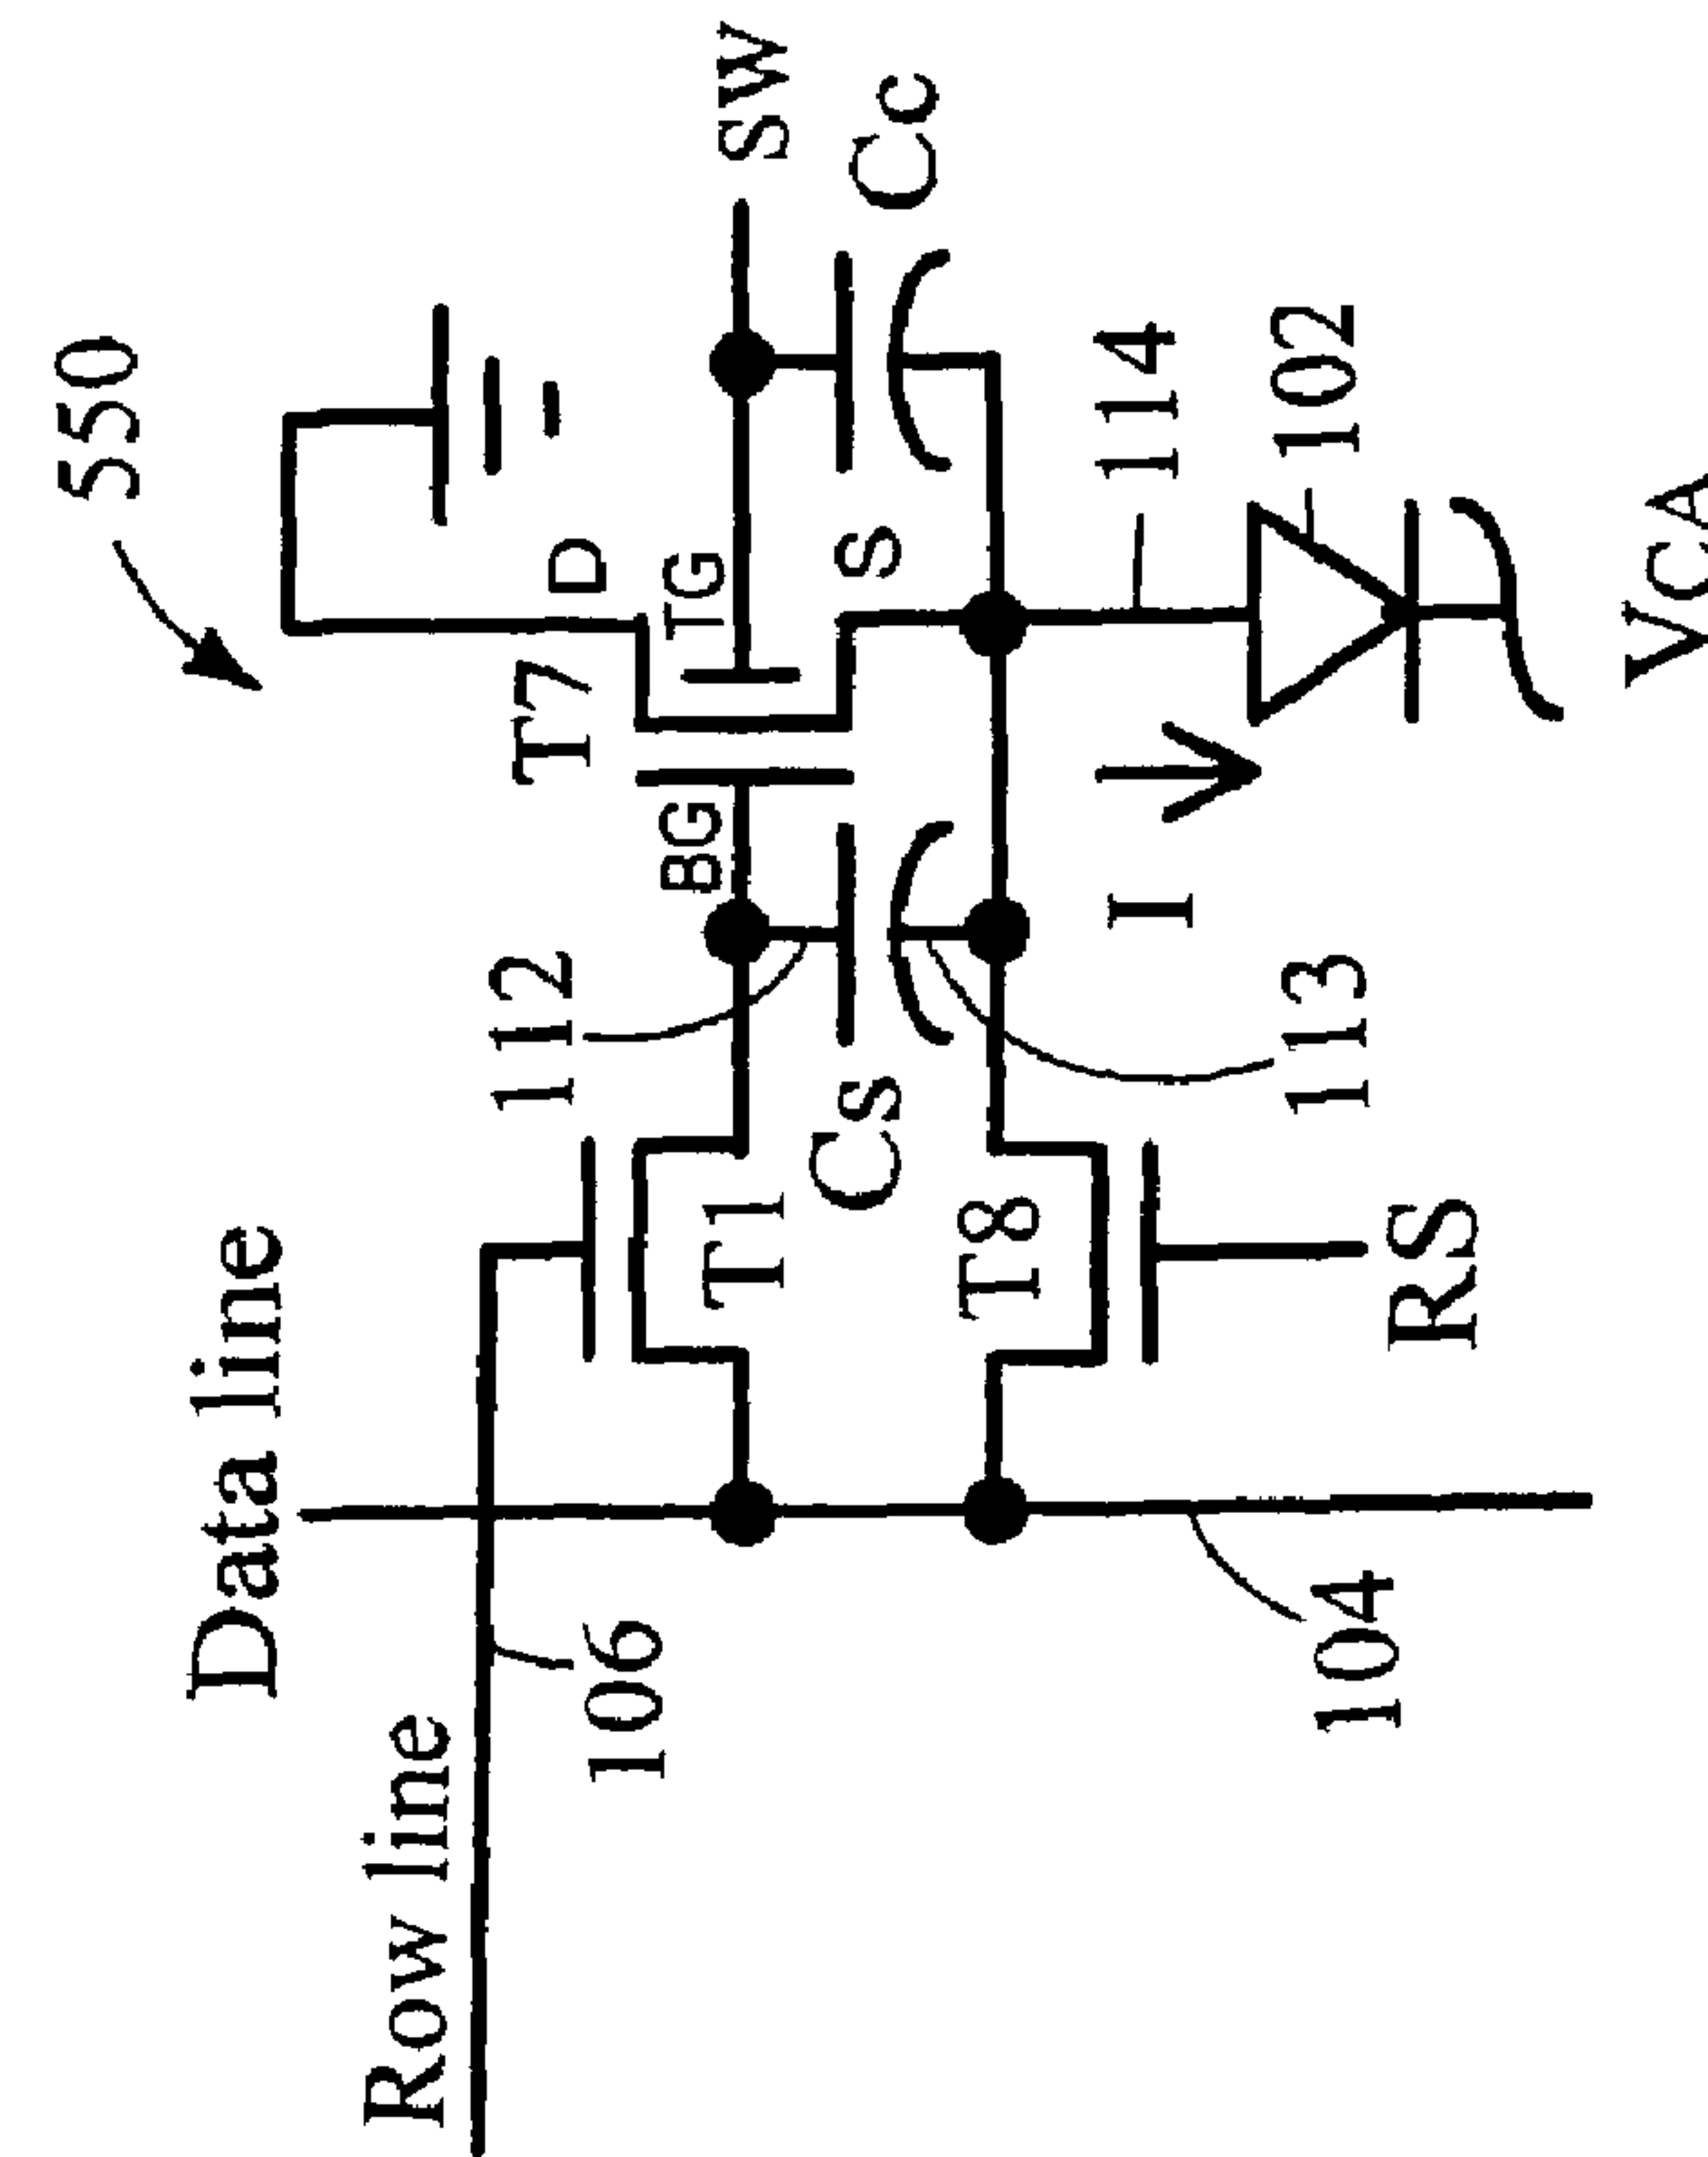 550
Data line
Row line
106
112
T7
D
TG
SW
BG
T1
Cs
S
Cc
T8
I
114
113
102
RS
104
VCA